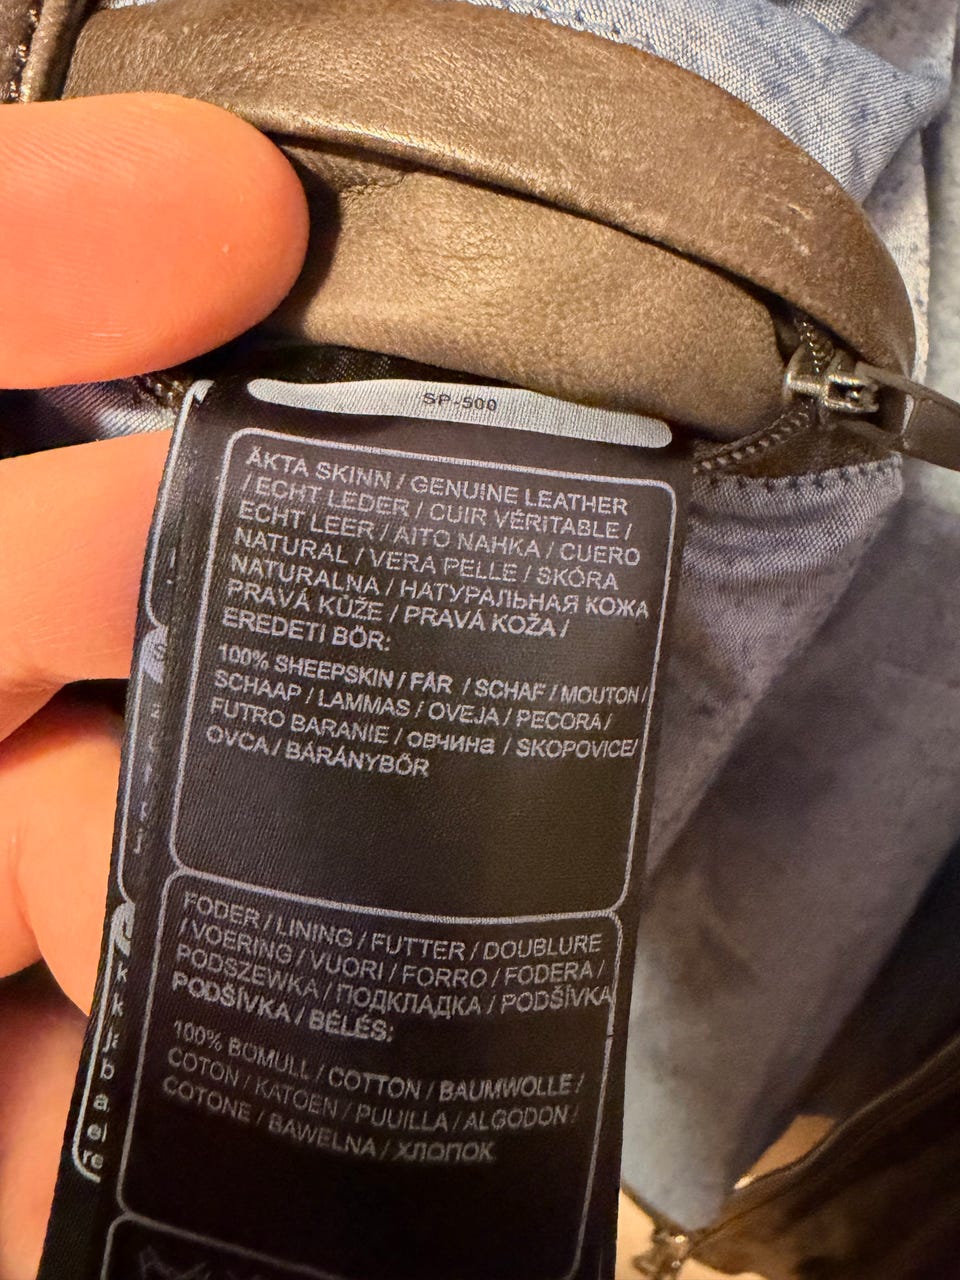 SP-500
ÄKTA SKINN / GENUINE LEATHER
/ ECHT LEDER / CUIR VÉRITABLE /
ECHT LEER / AITO NAHKA / CUERO
NATURAL / VERA PELLE / SKÓRA
NATURALNA / НАТУРАЛЬНАЯ КОЖА
PRAVÁ KŮŽE / PRAVÁ KOŽA /
EREDETI BŐR:
100% SHEEPSKIN / FÅR / SCHAF / MOUTON /
SCHAAP / LAMMAS / OVEJA / PECORA /
FUTRO BARANIE / овчина / SKOPOVICE/
OVCA / BÁRÁNYBŐR
FODER / LINING / FUTTER / DOUBLURE
/ VOERING / VUORI / FORRO / FODERA /
PODSZEWKA / ПОДКЛАДКА / PODŠÍVKA/
PODŠÍVKA / BÉLÉS:
100% BOMULL / COTTON / BAUMWOLLE /
COTON / KATOEN / PUUILLA / ALGODON /
COTONE / BAWELNA / ХЛОПОК